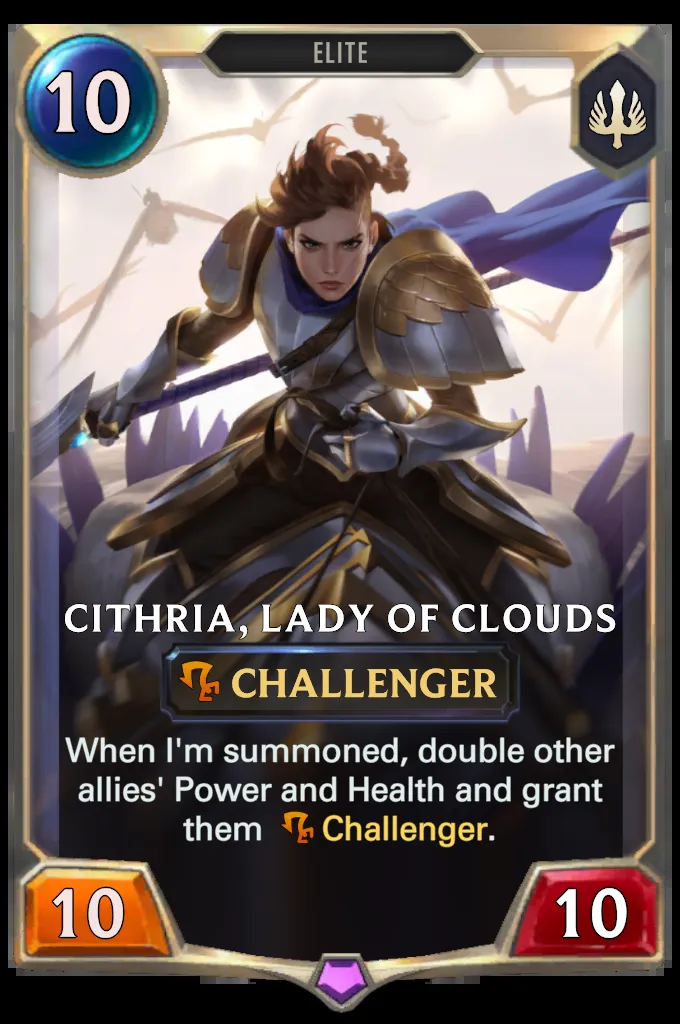 ELITE
10
CITHRIA, LADY OF CLOUDS
CHALLENGER
When I'm summoned, double other
allies' Power and Health and grant
them Challenger.
10
10